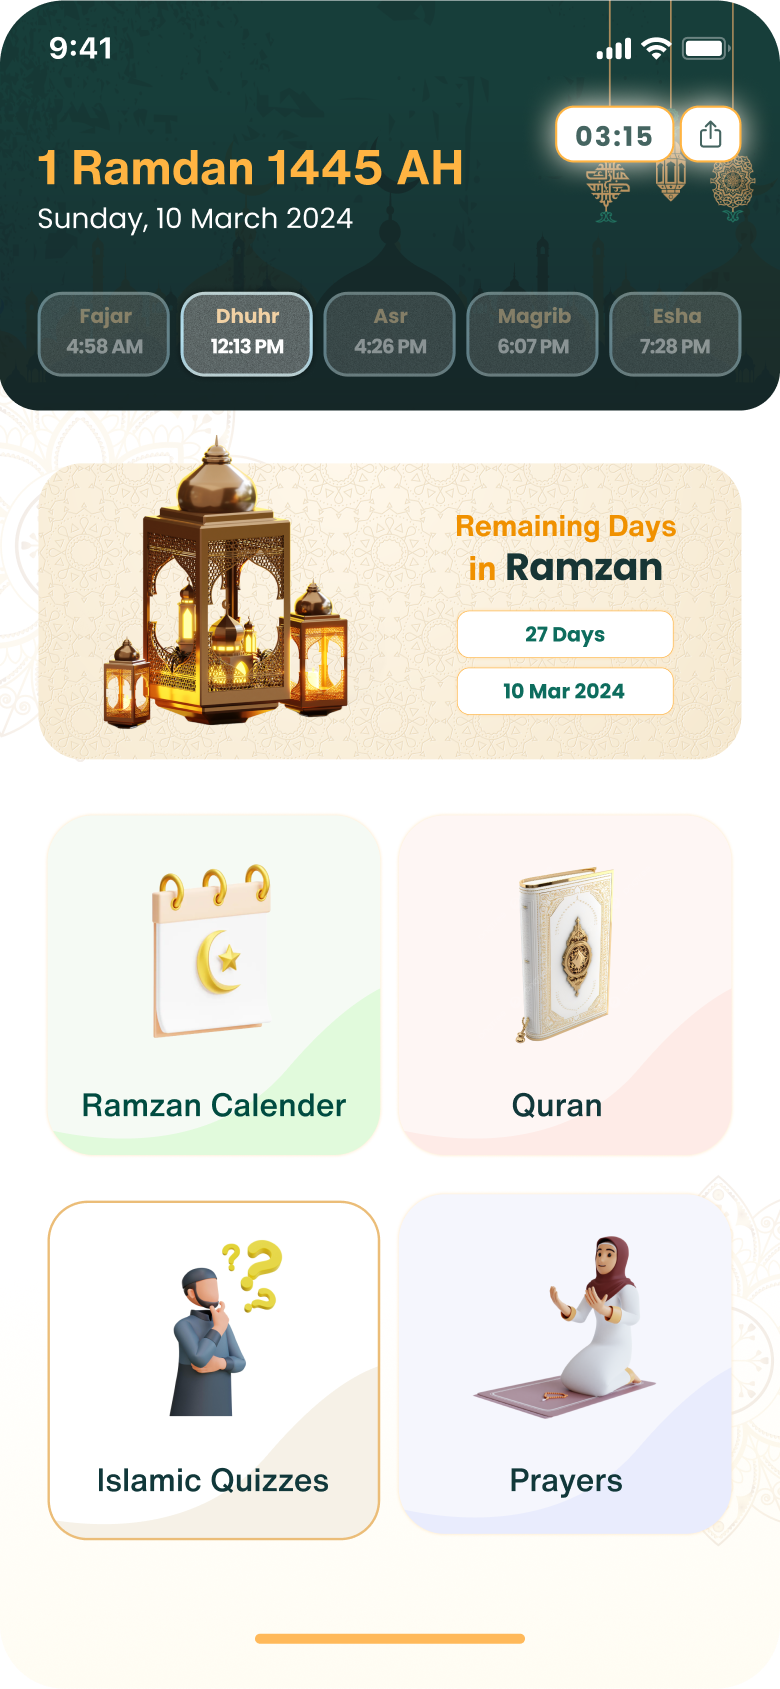 9:41
03:15
1 Ramdan 1445 AH
Sunday, 10 March 2024
Fajar Dhuhr Asr Magrib Esha
4:58 AM 12:13 PM 4:26 PM 6:07 PM 7:28 PM
Remaining Days
in Ramzan
27 Days
10 Mar 2024
Ramzan Calender
Quran
Islamic Quizzes
Prayers